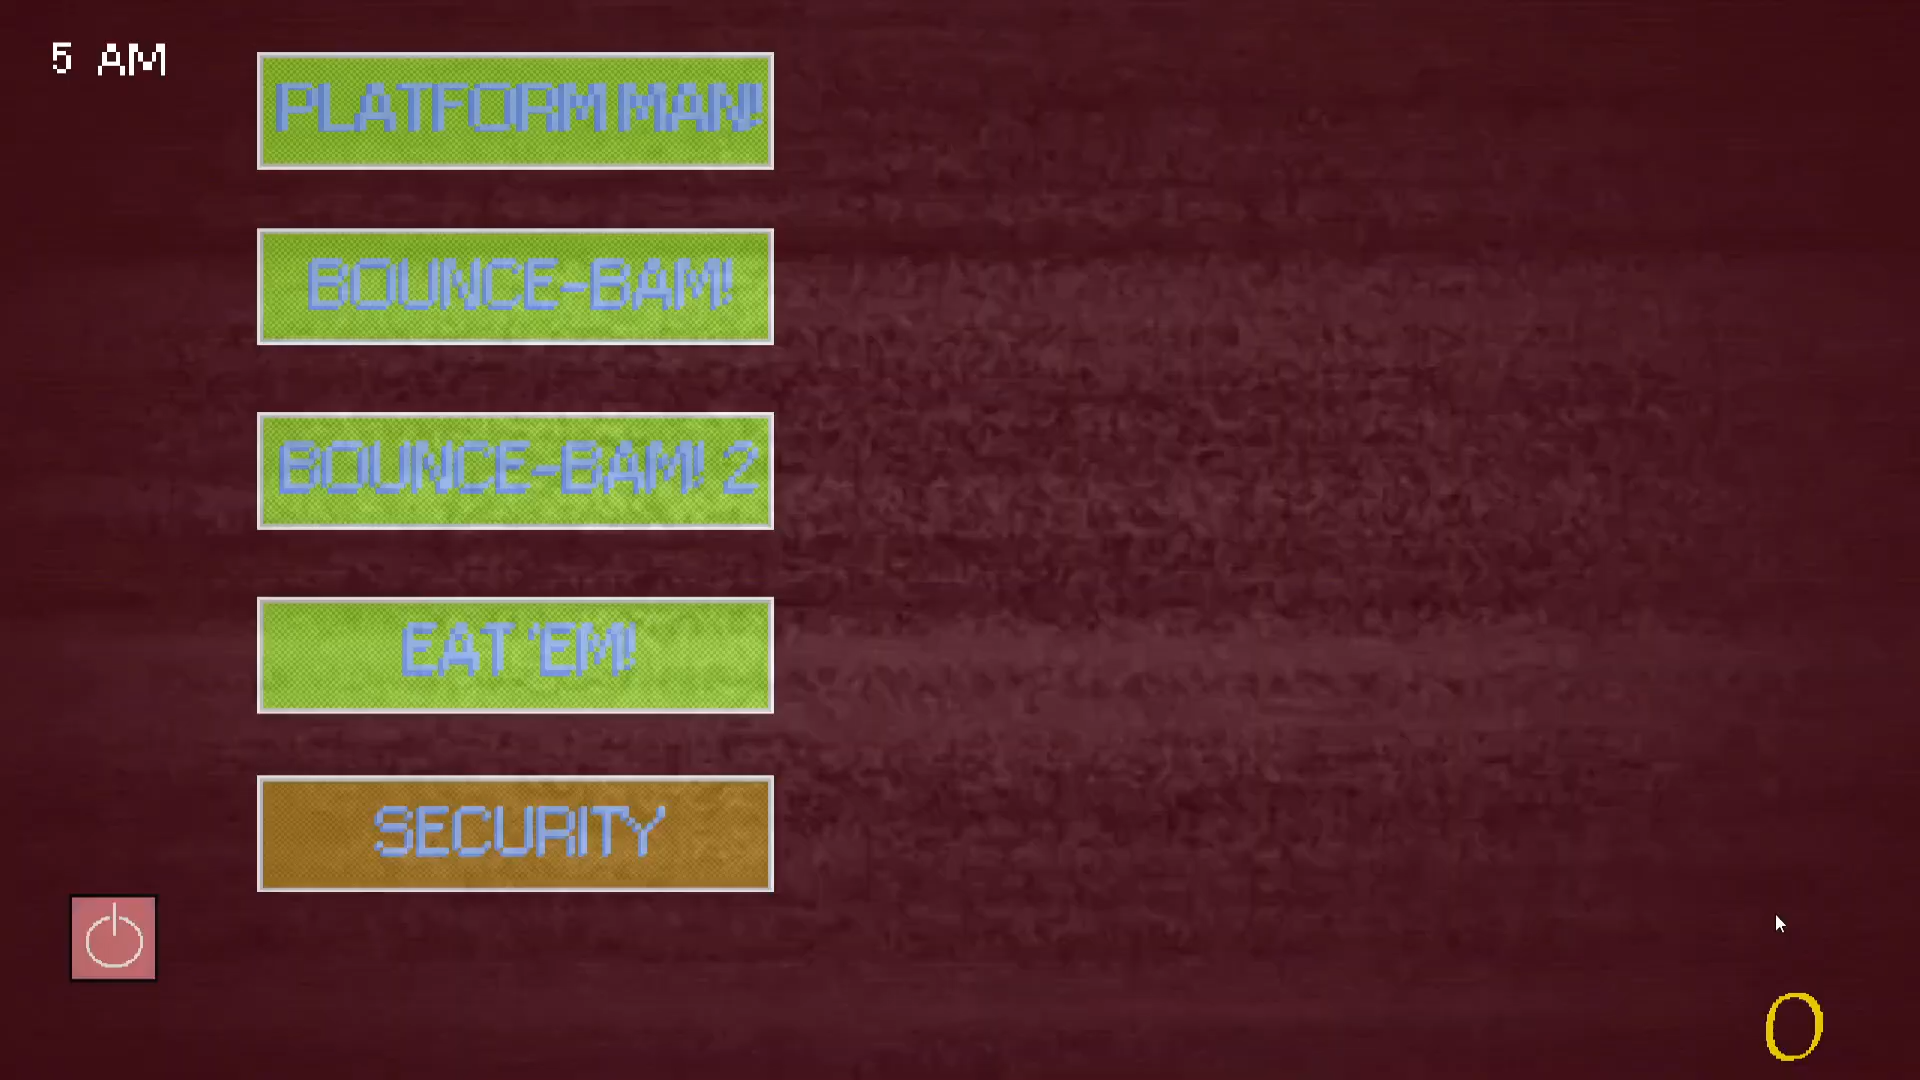 5 AM
PLATFORM MAN!
BOUNCE-BAM!
BOUNCE-BAM! 2
EAT 'EM!
SECURITY
0